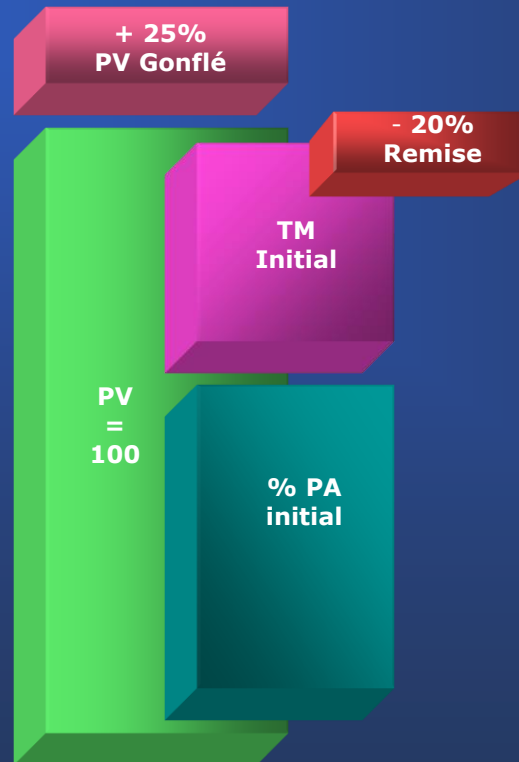 + 25%
PV Gonflé
- 20%
Remise
TM
Initial
PV
=
100
% PA
initial